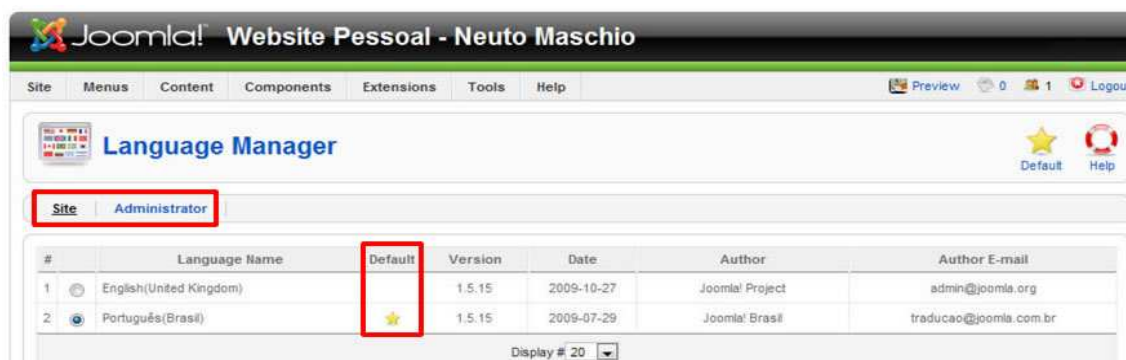 Joomla! Website Pessoal - Neuto Maschio
Site Menus Content Components Extensions Tools Help Preview 0 1 Logou
Language Manager
Default Help
Site Administrator
# Language Name Default Version Date Author Author E-mail
1 English(United Kingdom) 1.5.15 2009-10-27 Joomla! Project admin@joomla.org
2 Português(Brasil) 1.5.15 2009-07-29 Joomla! Brasil traducao@joomla.com.br
Display # 20